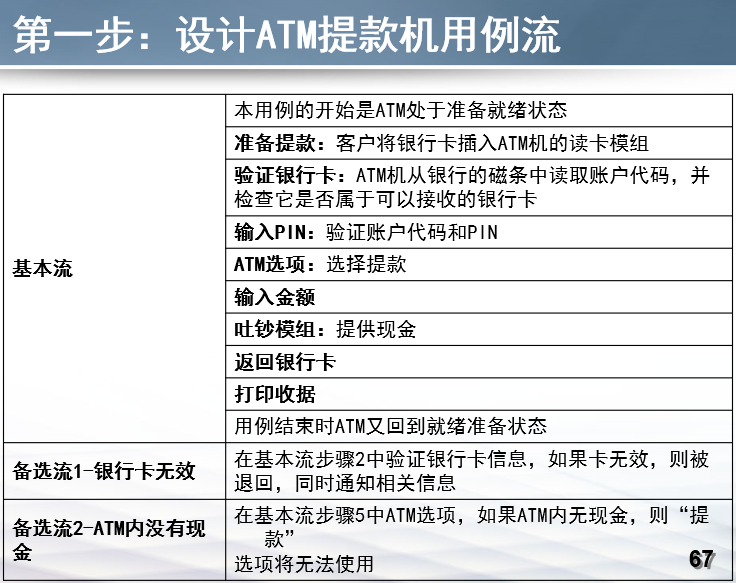 第一步：设计ATM提款机用例流
基本流
本用例的开始是ATM处于准备就绪状态
准备提款：客户将银行卡插入ATM机的读卡模组
验证银行卡：ATM机从银行的磁条中读取账户代码，并
检查它是否属于可以接收的银行卡
输入PIN：验证账户代码和PIN
ATM选项：选择提款
输入金额
吐钞模组：提供现金
返回银行卡
打印收据
用例结束时ATM又回到就绪准备状态
备选流1-银行卡无效
在基本流步骤2中验证银行卡信息，如果卡无效，则被
退回，同时通知相关信息
备选流2-ATM内没有现
金
在基本流步骤5中ATM选项，如果ATM内无现金，则“提
款”
选项将无法使用
67